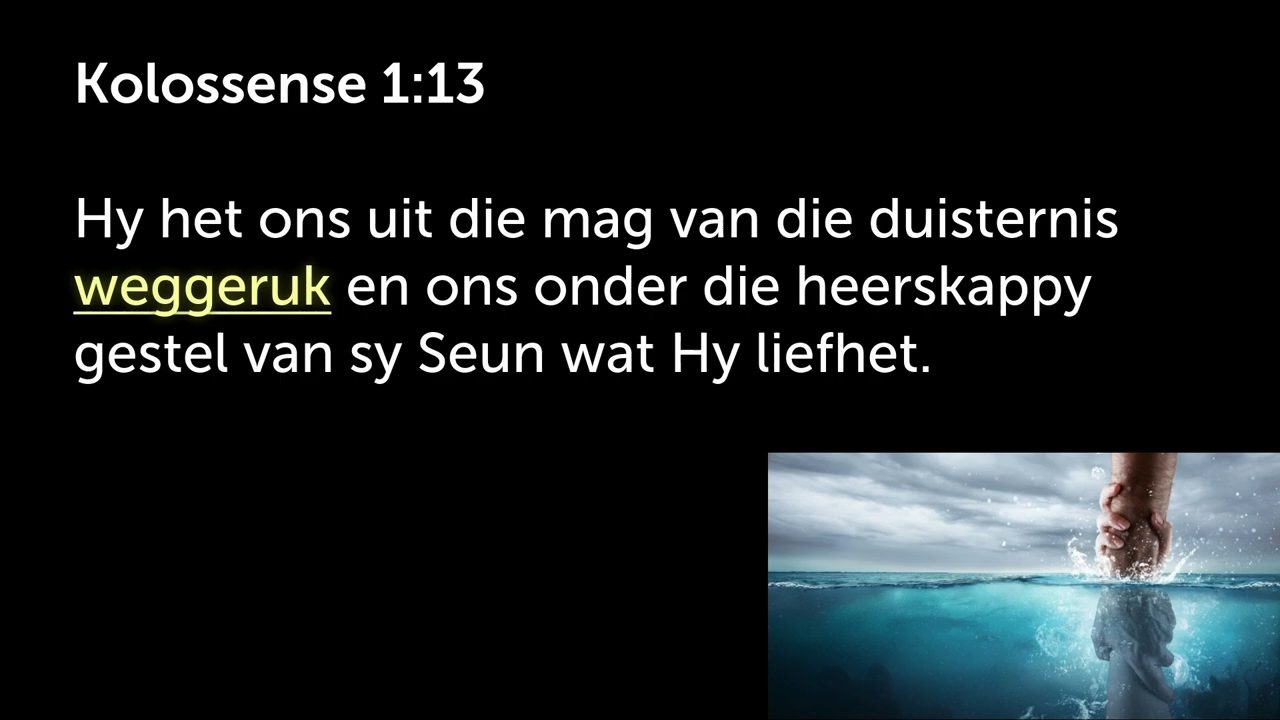 Kolossense 1:13
Hy het ons uit die mag van die duisternis
weggeruk en ons onder die heerskappy
gestel van sy Seun wat Hy liefhet.